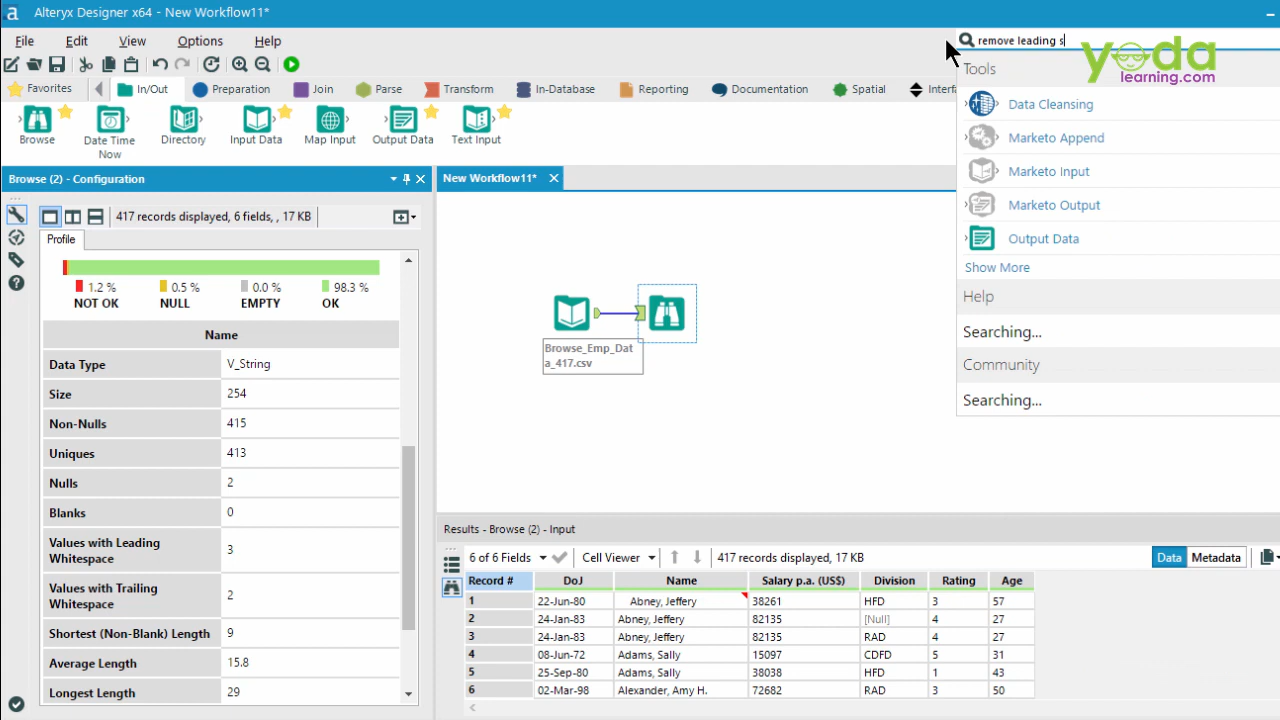 a Alteryx Designer x64 - New Workflow11*
File Edit View Options Help
remove leading s
yoda
learning.com
Favorites In/Out Preparation Join Parse Transform In-Database Reporting Documentation Spatial Interf
Browse
Date Time
Now
Directory
Input Data
Map Input
Output Data
Text Input
Tools
Data Cleansing
Marketo Append
Marketo Input
Marketo Output
Output Data
Show More
Help
Searching...
Community
Searching...
Browse (2) - Configuration
417 records displayed, 6 fields, , 17 KB
Profile
1.2 % 0.5 % 0.0 % 98.3 %
NOT OK NULL EMPTY OK
Name
Data Type V_String
Size 254
Non-Nulls 415
Uniques 413
Nulls 2
Blanks 0
Values with Leading
Whitespace 3
Values with Trailing
Whitespace 2
Shortest (Non-Blank) Length 9
Average Length 15.8
Longest Length 29
New Workflow11*
Browse_Emp_Dat
a_417.csv
Results - Browse (2) - Input
6 of 6 Fields Cell Viewer 417 records displayed, 17 KB Data Metadata
Record # DoJ Name Salary p.a. (US$) Division Rating Age
1 22-Jun-80 Abney, Jeffery 38261 HFD 3 57
2 24-Jan-83 Abney, Jeffery 82135 [Null] 4 27
3 24-Jan-83 Abney, Jeffery 82135 RAD 4 27
4 08-Jun-72 Adams, Sally 15097 CDFD 5 31
5 25-Sep-80 Adams, Sally 38038 HFD 1 43
6 02-Mar-98 Alexander, Amy H. 72682 RAD 3 50